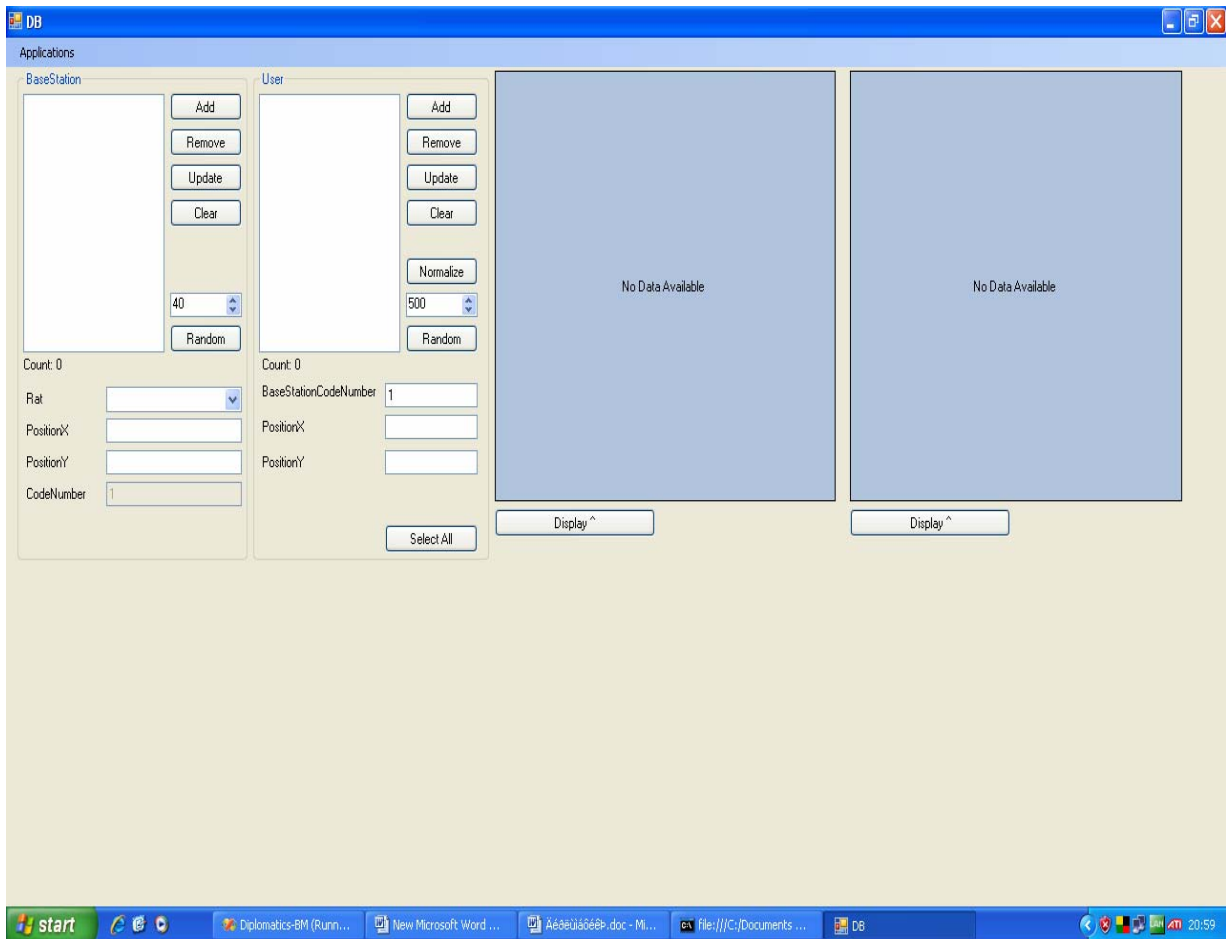 DB
Applications
BaseStation
Add
Remove
Update
Clear
40
Random
Count: 0
Rat
PositionX
PositionY
CodeNumber 1
User
Add
Remove
Update
Clear
Normalize
500
Random
Count: 0
BaseStationCodeNumber 1
PositionX
PositionY
Select All
No Data Available
Display ^
No Data Available
Display ^
start
Diplomatics-BM (Runn...
New Microsoft Word ...
.doc - Mi...
file:///C:/Documents ...
DB
ATI
20:59